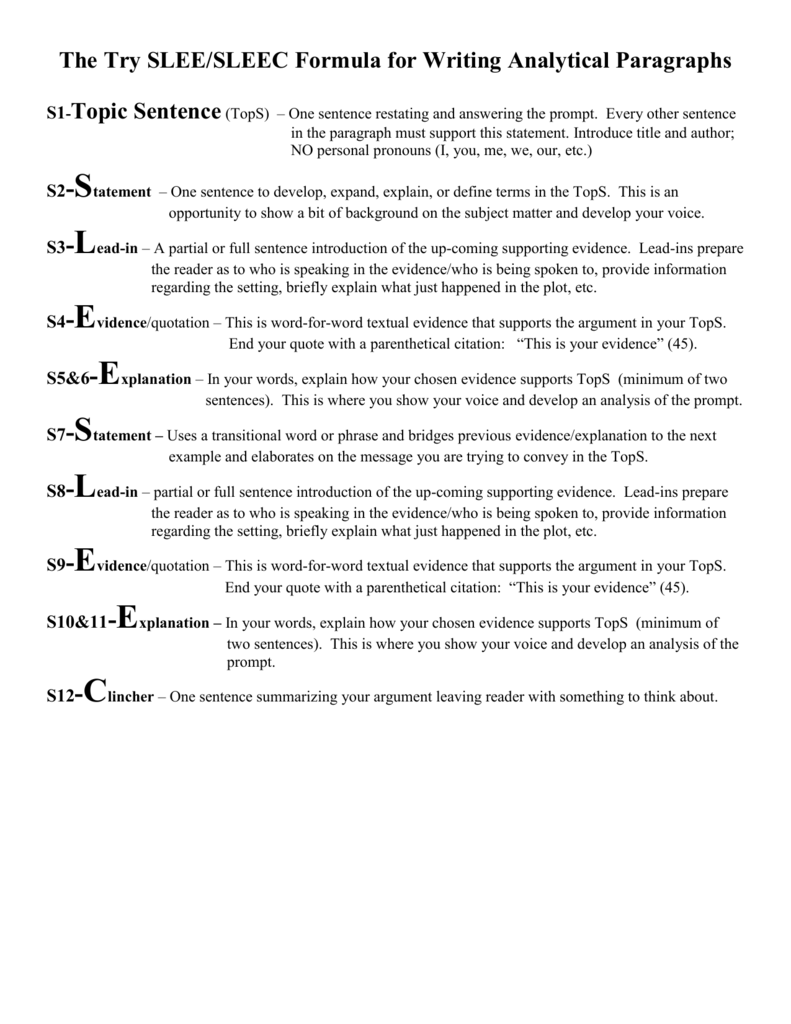 The Try SLEE/SLEEC Formula for Writing Analytical Paragraphs
S1-Topic Sentence (TopS) – One sentence restating and answering the prompt. Every other sentence
in the paragraph must support this statement. Introduce title and author;
NO personal pronouns (I, you, me, we, our, etc.)
S2-Statement – One sentence to develop, expand, explain, or define terms in the TopS. This is an
opportunity to show a bit of background on the subject matter and develop your voice.
S3-Lead-in – A partial or full sentence introduction of the up-coming supporting evidence. Lead-ins prepare
the reader as to who is speaking in the evidence/who is being spoken to, provide information
regarding the setting, briefly explain what just happened in the plot, etc.
S4-Evidence/quotation – This is word-for-word textual evidence that supports the argument in your TopS.
End your quote with a parenthetical citation: “This is your evidence” (45).
S5&6-Explanation – In your words, explain how your chosen evidence supports TopS (minimum of two
sentences). This is where you show your voice and develop an analysis of the prompt.
S7-Statement – Uses a transitional word or phrase and bridges previous evidence/explanation to the next
example and elaborates on the message you are trying to convey in the TopS.
S8-Lead-in – partial or full sentence introduction of the up-coming supporting evidence. Lead-ins prepare
the reader as to who is speaking in the evidence/who is being spoken to, provide information
regarding the setting, briefly explain what just happened in the plot, etc.
S9-Evidence/quotation – This is word-for-word textual evidence that supports the argument in your TopS.
End your quote with a parenthetical citation: “This is your evidence” (45).
S10&11-Explanation – In your words, explain how your chosen evidence supports TopS (minimum of
two sentences). This is where you show your voice and develop an analysis of the
prompt.
S12-Clincher – One sentence summarizing your argument leaving reader with something to think about.